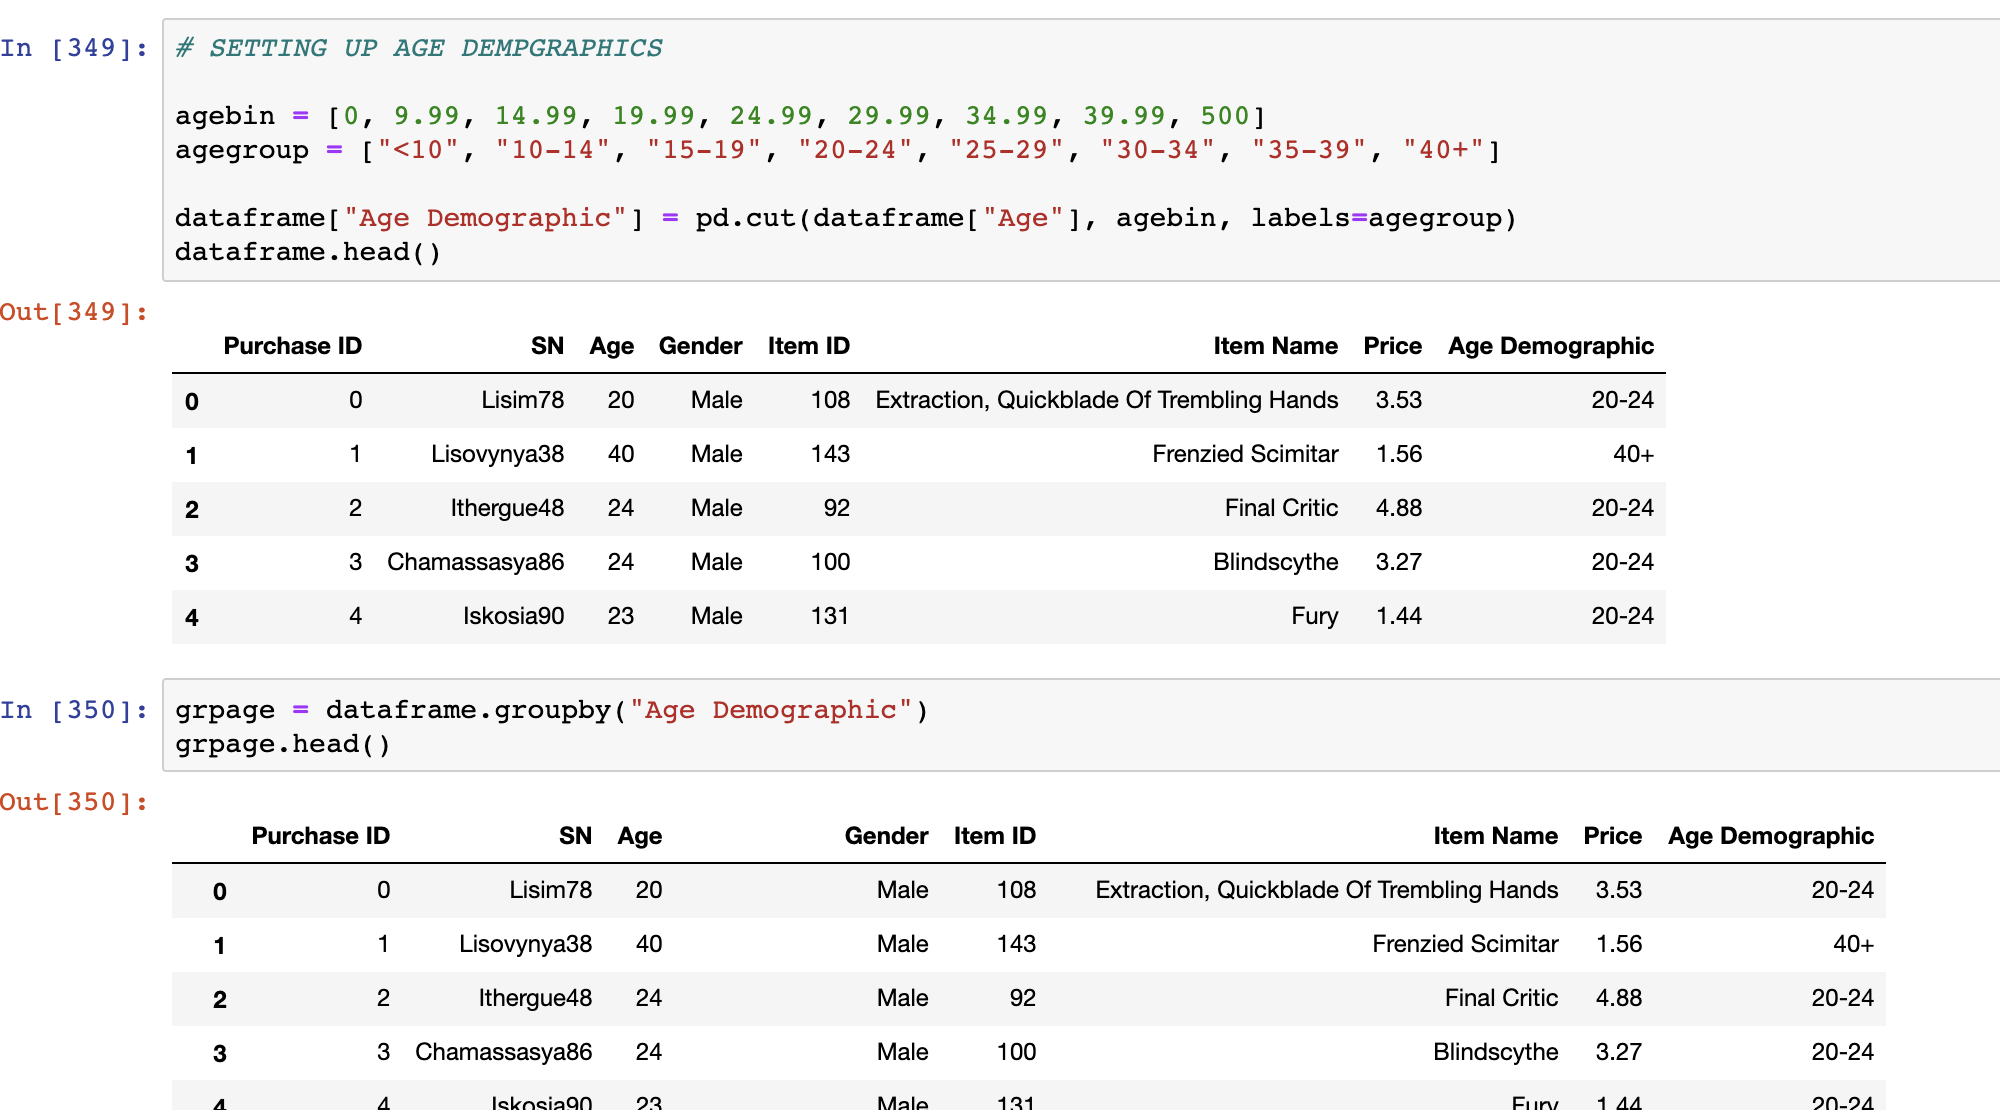 In [349]:
# SETTING UP AGE DEMPGRAPHICS
agebin = [0, 9.99, 14.99, 19.99, 24.99, 29.99, 34.99, 39.99, 500]
agegroup = ["<10", "10-14", "15-19", "20-24", "25-29", "30-34", "35-39", "40+"]
dataframe["Age Demographic"] = pd.cut(dataframe["Age"], agebin, labels=agegroup)
dataframe.head()
Out[349]:
Purchase ID SN Age Gender Item ID Item Name Price Age Demographic
0 0 Lisim78 20 Male 108 Extraction, Quickblade Of Trembling Hands 3.53 20-24
1 1 Lisovynya38 40 Male 143 Frenzied Scimitar 1.56 40+
2 2 Ithergue48 24 Male 92 Final Critic 4.88 20-24
3 3 Chamassasya86 24 Male 100 Blindscythe 3.27 20-24
4 4 Iskosia90 23 Male 131 Fury 1.44 20-24
In [350]:
grpage = dataframe.groupby("Age Demographic")
grpage.head()
Out[350]:
Purchase ID SN Age Gender Item ID Item Name Price Age Demographic
0 0 Lisim78 20 Male 108 Extraction, Quickblade Of Trembling Hands 3.53 20-24
1 1 Lisovynya38 40 Male 143 Frenzied Scimitar 1.56 40+
2 2 Ithergue48 24 Male 92 Final Critic 4.88 20-24
3 3 Chamassasya86 24 Male 100 Blindscythe 3.27 20-24
4 4 Iskosia90 23 Male 131 Fury 1.44 20-24